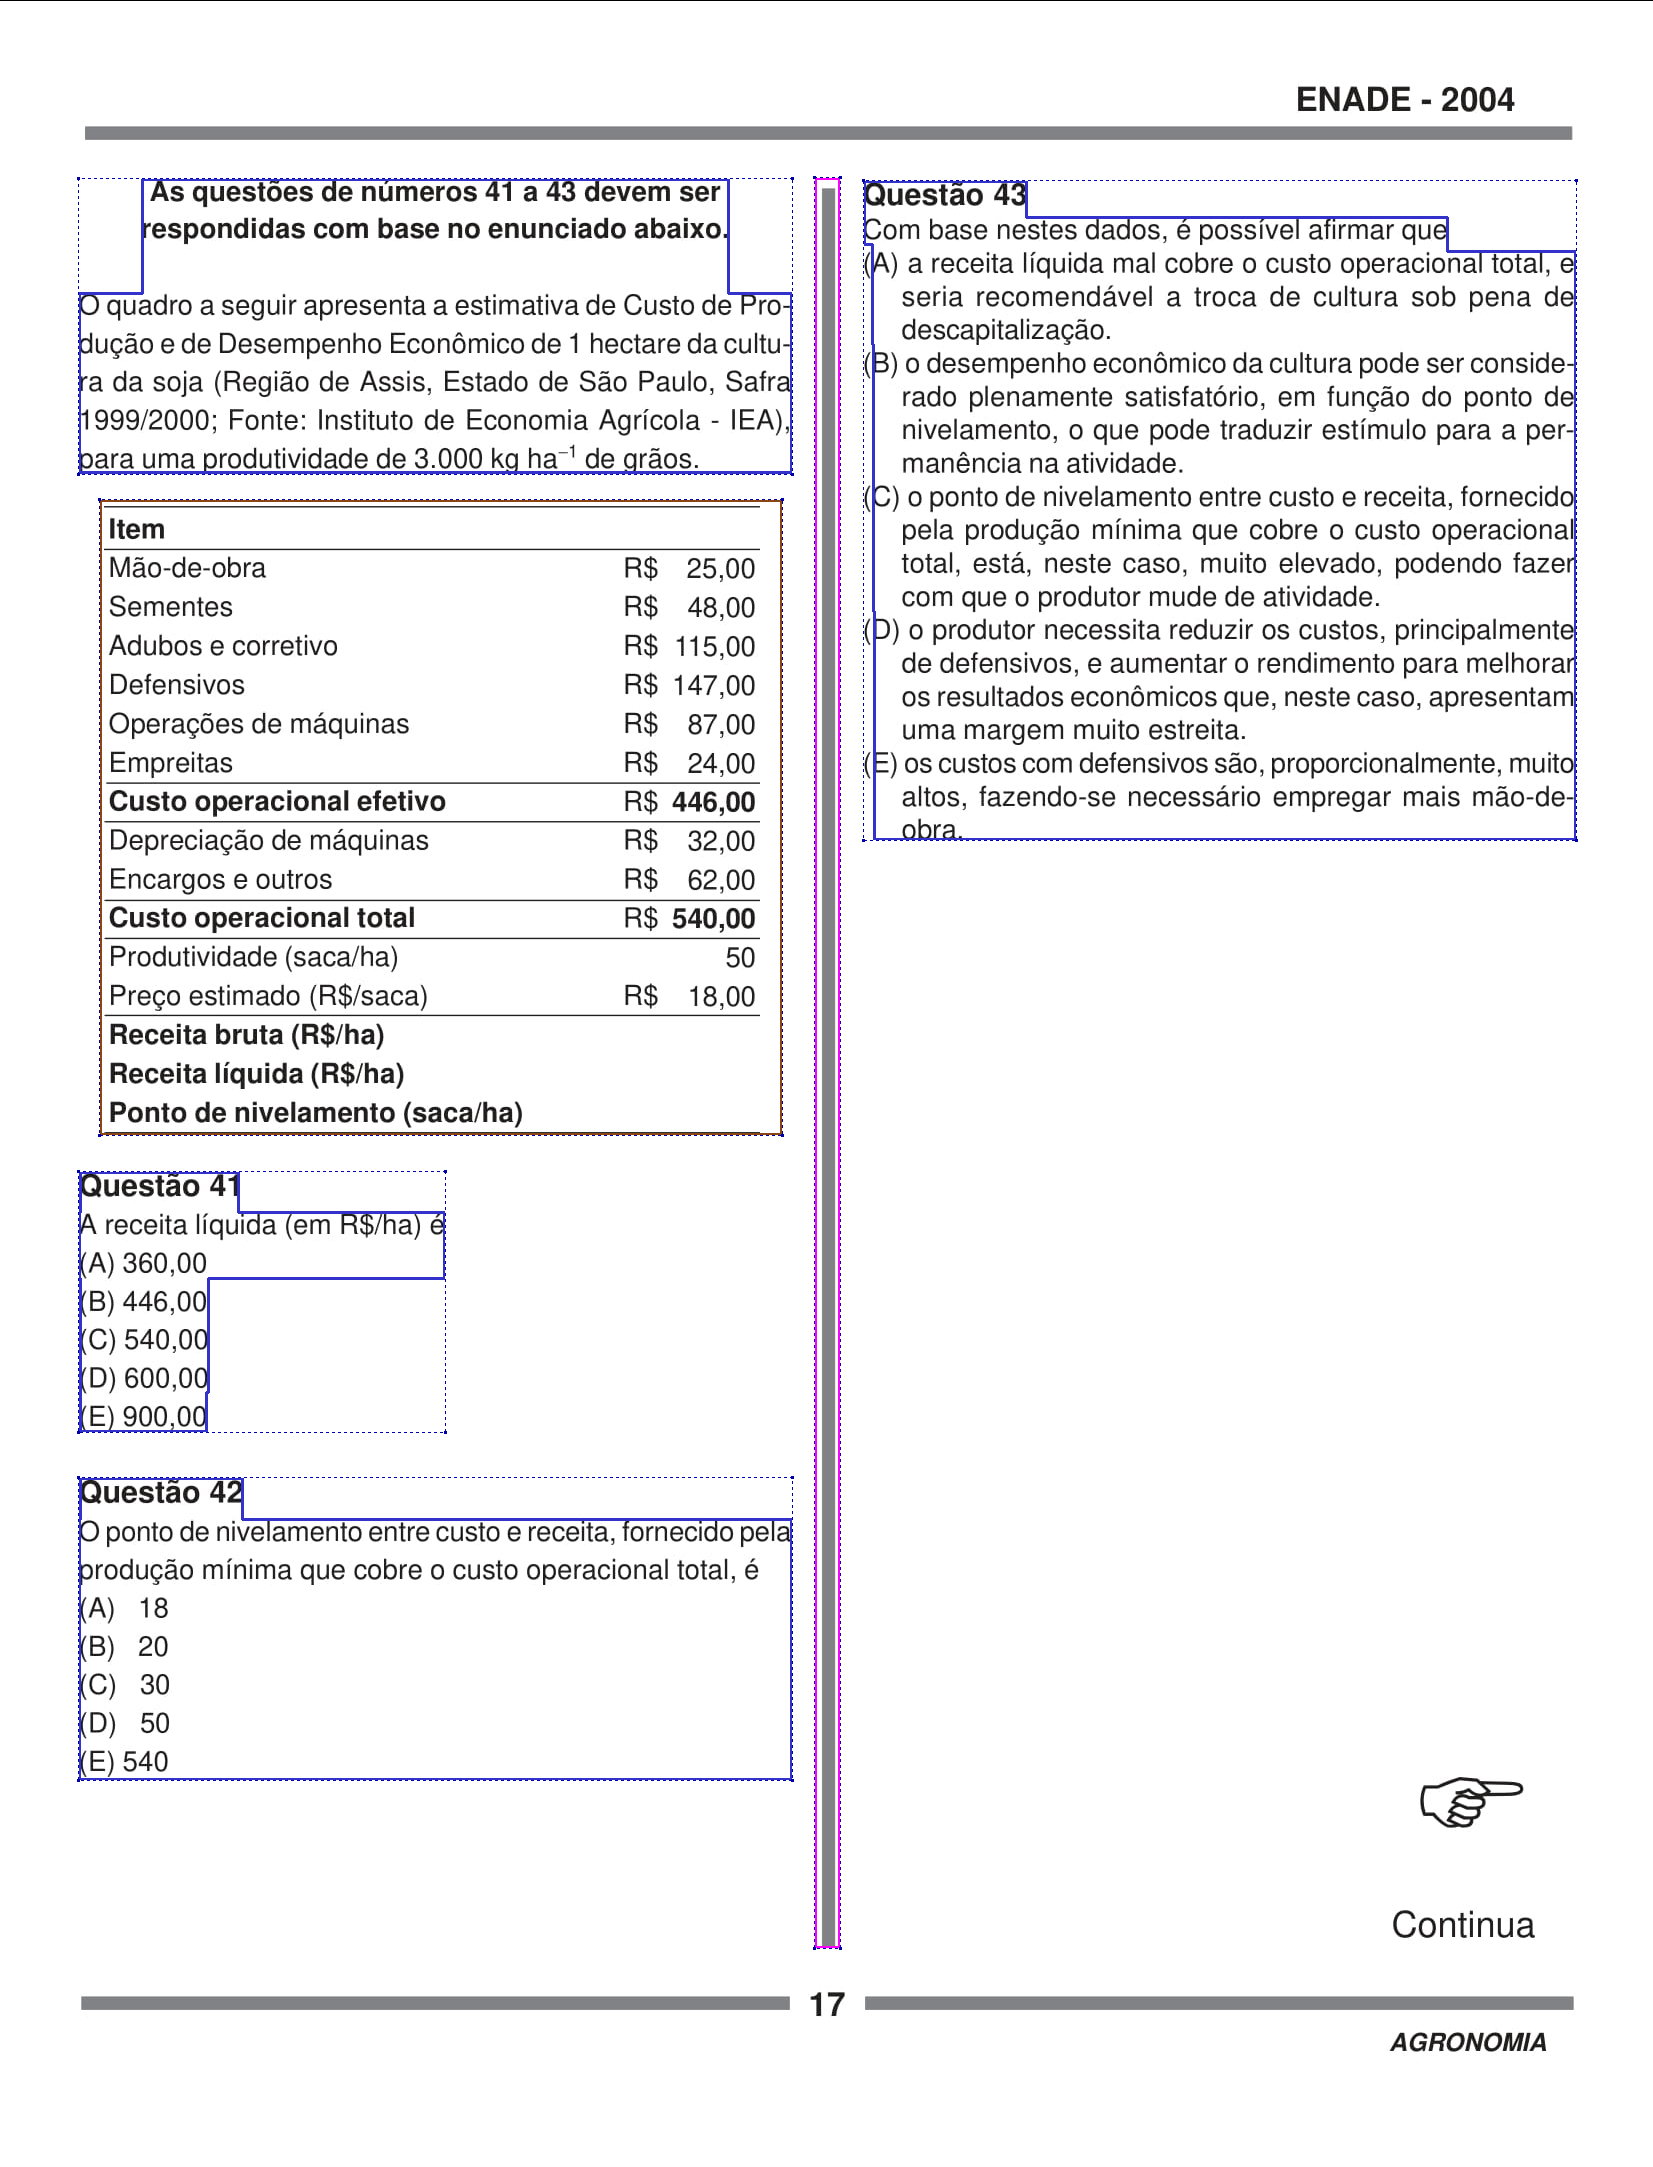 ENADE - 2004
As questões de números 41 a 43 devem ser
respondidas com base no enunciado abaixo.
O quadro a seguir apresenta a estimativa de Custo de Pro-
dução e de Desempenho Econômico de 1 hectare da cultu-
ra da soja (Região de Assis, Estado de São Paulo, Safra
1999/2000; Fonte: Instituto de Economia Agrícola - IEA),
para uma produtividade de 3.000 kg ha⁻¹ de grãos.
Item
Mão-de-obra R$ 25,00
Sementes R$ 48,00
Adubos e corretivo R$ 115,00
Defensivos R$ 147,00
Operações de máquinas R$ 87,00
Empreitas R$ 24,00
Custo operacional efetivo R$ 446,00
Depreciação de máquinas R$ 32,00
Encargos e outros R$ 62,00
Custo operacional total R$ 540,00
Produtividade (saca/ha) 50
Preço estimado (R$/saca) R$ 18,00
Receita bruta (R$/ha)
Receita líquida (R$/ha)
Ponto de nivelamento (saca/ha)
Questão 41
A receita líquida (em R$/ha) é
(A) 360,00
(B) 446,00
(C) 540,00
(D) 600,00
(E) 900,00
Questão 42
O ponto de nivelamento entre custo e receita, fornecido pela
produção mínima que cobre o custo operacional total, é
(A) 18
(B) 20
(C) 30
(D) 50
(E) 540
Questão 43
Com base nestes dados, é possível afirmar que
(A) a receita líquida mal cobre o custo operacional total, e
seria recomendável a troca de cultura sob pena de
descapitalização.
(B) o desempenho econômico da cultura pode ser conside-
rado plenamente satisfatório, em função do ponto de
nivelamento, o que pode traduzir estímulo para a per-
manência na atividade.
(C) o ponto de nivelamento entre custo e receita, fornecido
pela produção mínima que cobre o custo operacional
total, está, neste caso, muito elevado, podendo fazer
com que o produtor mude de atividade.
(D) o produtor necessita reduzir os custos, principalmente
de defensivos, e aumentar o rendimento para melhorar
os resultados econômicos que, neste caso, apresentam
uma margem muito estreita.
(E) os custos com defensivos são, proporcionalmente, muito
altos, fazendo-se necessário empregar mais mão-de-
obra.
Continua
17
AGRONOMIA